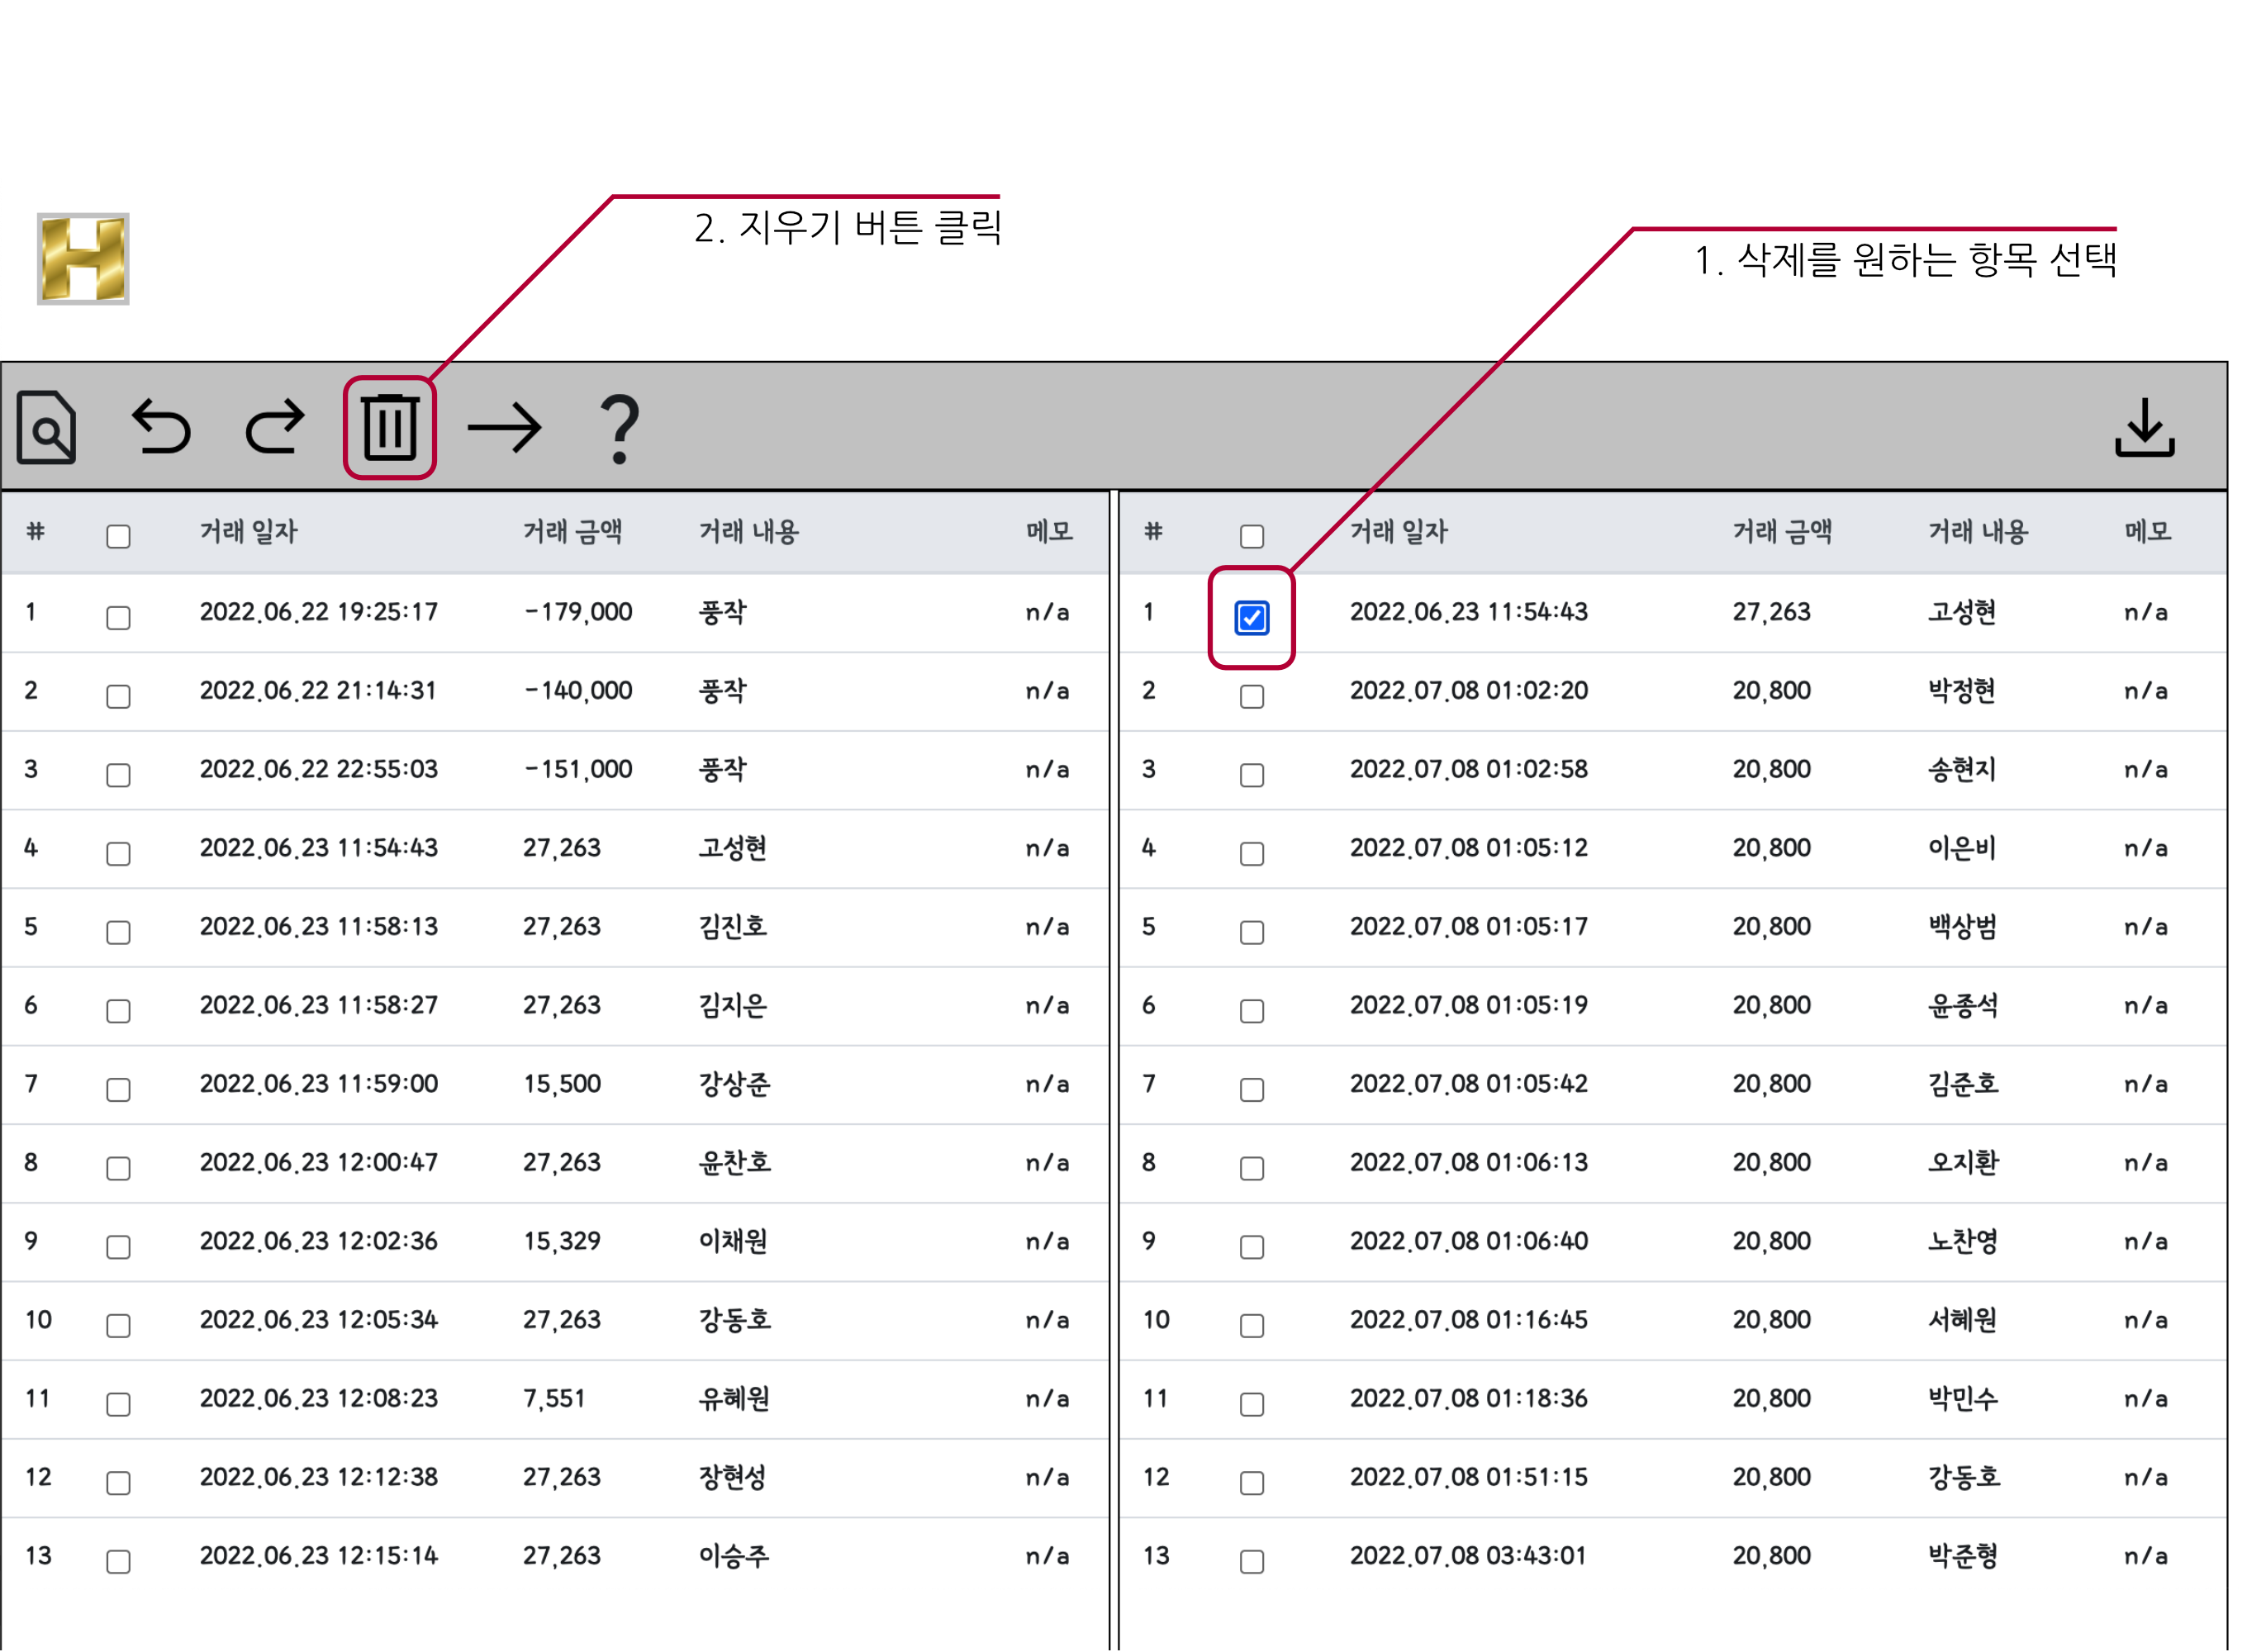 2. 지우기 버튼 클릭
1. 삭제를 원하는 항목 선택
H
?
# 거래 일자 거래 금액 거래 내용 메모
1 2022.06.22 19:25:17 -179,000 풍작 n/a
2 2022.06.22 21:14:31 -140,000 풍작 n/a
3 2022.06.22 22:55:03 -151,000 풍작 n/a
4 2022.06.23 11:54:43 27,263 고성현 n/a
5 2022.06.23 11:58:13 27,263 김진호 n/a
6 2022.06.23 11:58:27 27,263 김지은 n/a
7 2022.06.23 11:59:00 15,500 강상준 n/a
8 2022.06.23 12:00:47 27,263 윤찬호 n/a
9 2022.06.23 12:02:36 15,329 이채원 n/a
10 2022.06.23 12:05:34 27,263 강동호 n/a
11 2022.06.23 12:08:23 7,551 유혜원 n/a
12 2022.06.23 12:12:38 27,263 장현성 n/a
13 2022.06.23 12:15:14 27,263 이승주 n/a
# 거래 일자 거래 금액 거래 내용 메모
1 2022.06.23 11:54:43 27,263 고성현 n/a
2 2022.07.08 01:02:20 20,800 박정현 n/a
3 2022.07.08 01:02:58 20,800 송현지 n/a
4 2022.07.08 01:05:12 20,800 이은비 n/a
5 2022.07.08 01:05:17 20,800 백상범 n/a
6 2022.07.08 01:05:19 20,800 윤종석 n/a
7 2022.07.08 01:05:42 20,800 김준호 n/a
8 2022.07.08 01:06:13 20,800 오지환 n/a
9 2022.07.08 01:06:40 20,800 노찬영 n/a
10 2022.07.08 01:16:45 20,800 서혜원 n/a
11 2022.07.08 01:18:36 20,800 박민수 n/a
12 2022.07.08 01:51:15 20,800 강동호 n/a
13 2022.07.08 03:43:01 20,800 박준형 n/a